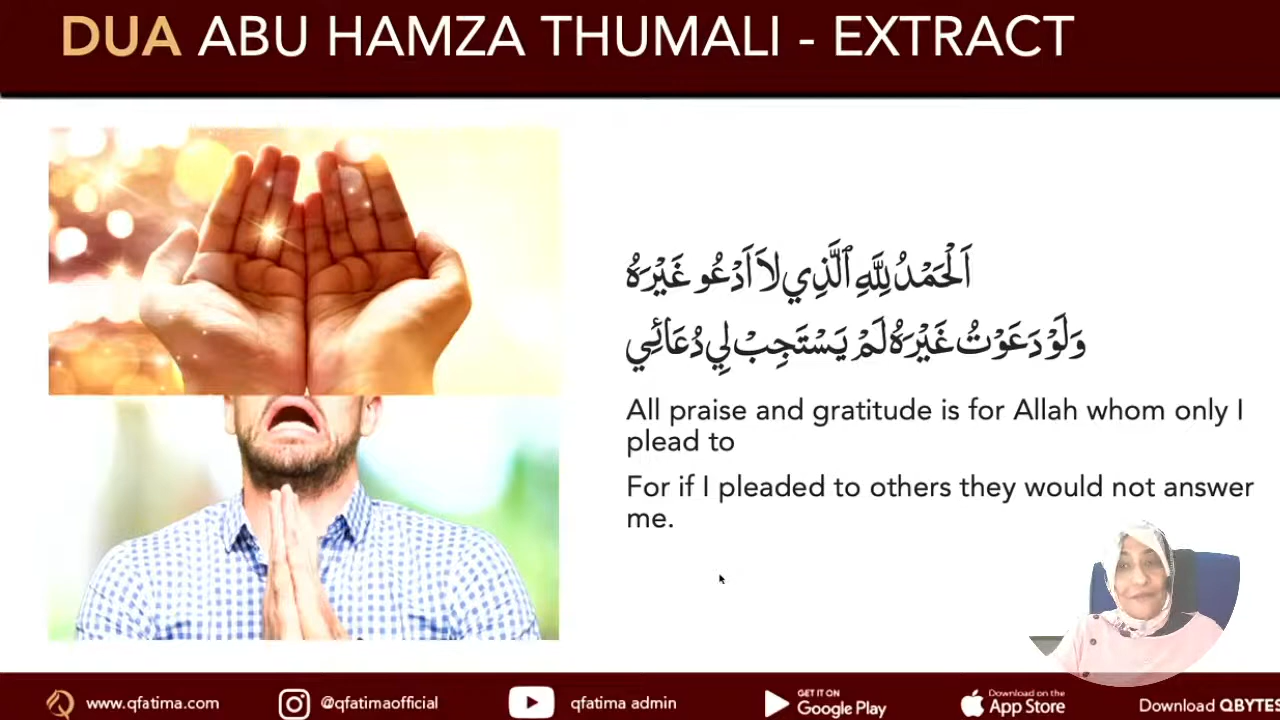 DUA ABU HAMZA THUMALI - EXTRACT
اَلْحَمْدُ لِلَّهِ ٱلَّذِي لاَ اَدْعُو غَيْرَهُ
وَلَوْ دَعَوْتُ غَيْرَهُ لَمْ يَسْتَجِبْ لِي دُعَائِي
All praise and gratitude is for Allah whom only I
plead to
For if I pleaded to others they would not answer
me.
www.qfatima.com
@qfatimaofficial
qfatima admin
GET IT ON
Google Play
Download on the
App Store
Download QBYTES